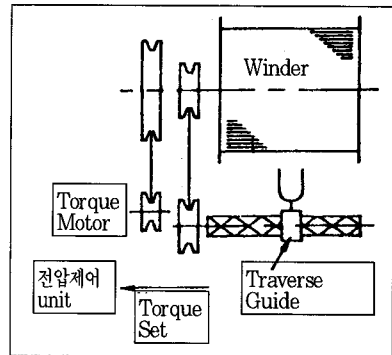 Winder
Torque
Motor
전압제어
unit
Torque
Set
Traverse
Guide